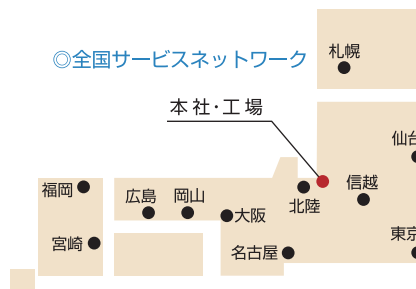 ◎全国サービスネットワーク
札幌
本社・工場
仙台
福岡
広島
岡山
信越
北陸
大阪
宮崎
名古屋
東京